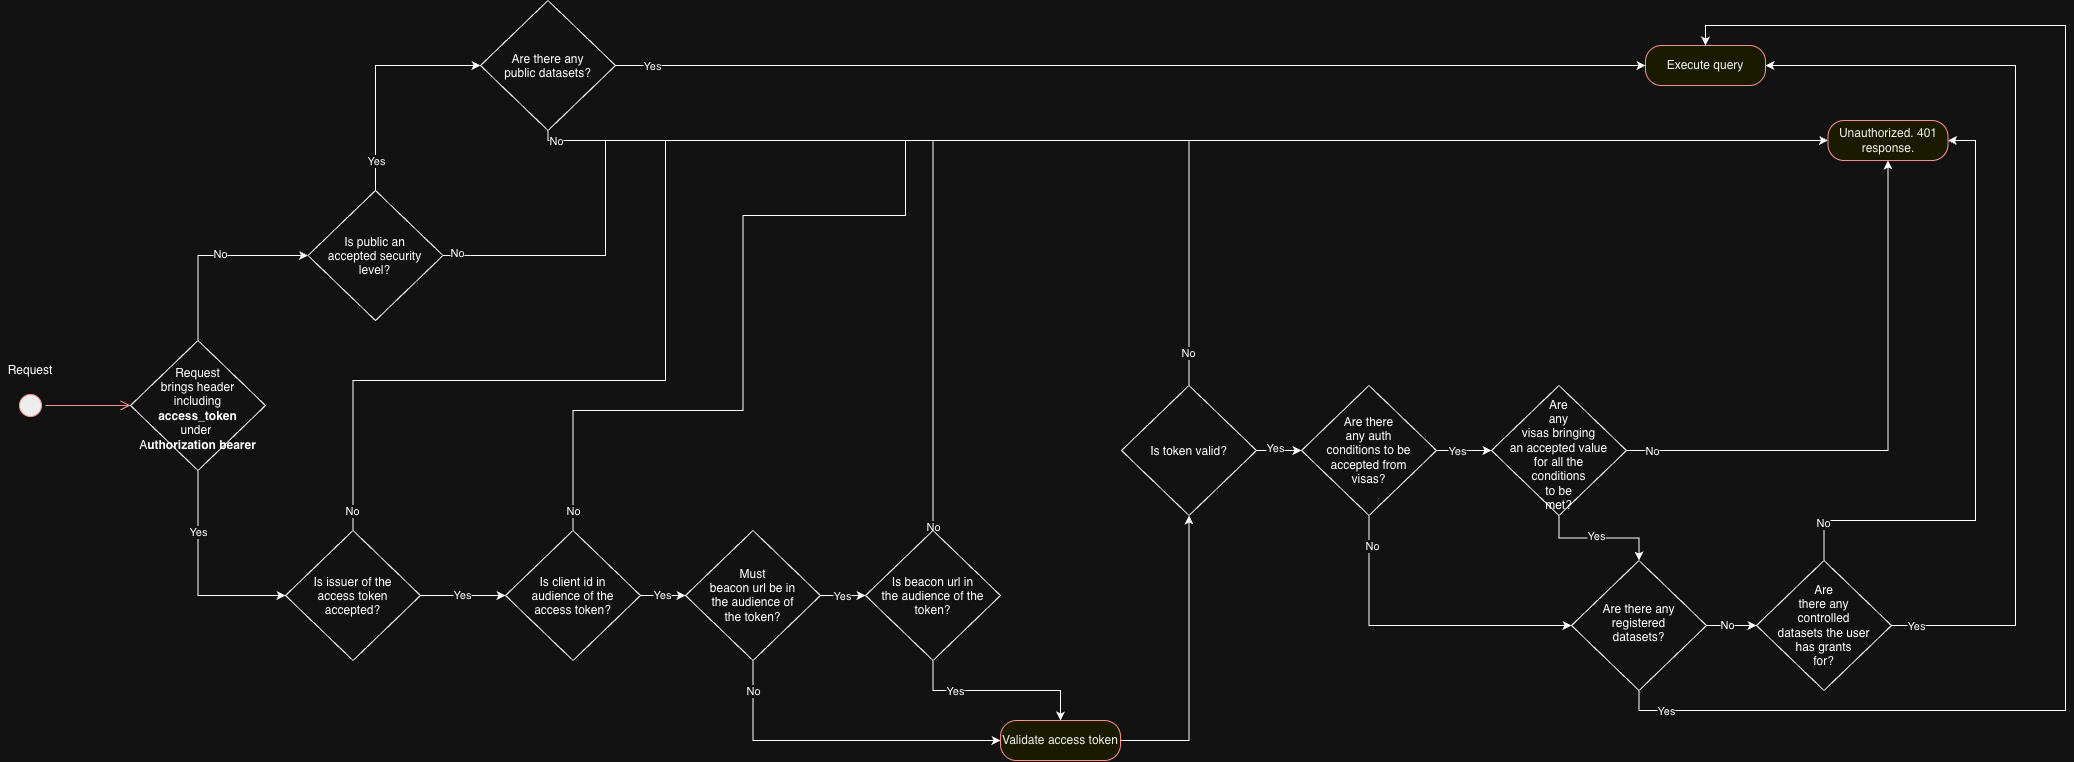 Are there any
public datasets?
Yes
Execute query
No
Unauthorized. 401
response.
Yes
Is public an
accepted security
level?
No
No
Request
Request
brings header
including
access_token
under
Authorization bearer
Yes
No
Is issuer of the
access token
accepted?
Yes
No
Is client id in
audience of the
access token?
Yes
Must
beacon url be in
the audience of
the token?
Yes
No
No
Is beacon url in
the audience of the
token?
Yes
Validate access token
No
Is token valid?
Yes
Are there
any auth
conditions to be
accepted from
visas?
Yes
No
Are
any
visas bringing
an accepted value
for all the
conditions
to be
met?
No
Yes
Are there any
registered
datasets?
No
Yes
No
Are
there any
controlled
datasets the user
has grants
for?
Yes